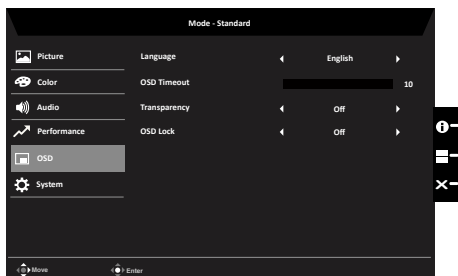 Mode - Standard
Picture
Language English
Color
OSD Timeout 10
Audio
Transparency Off
Performance
OSD Lock Off
OSD
System
Move Enter